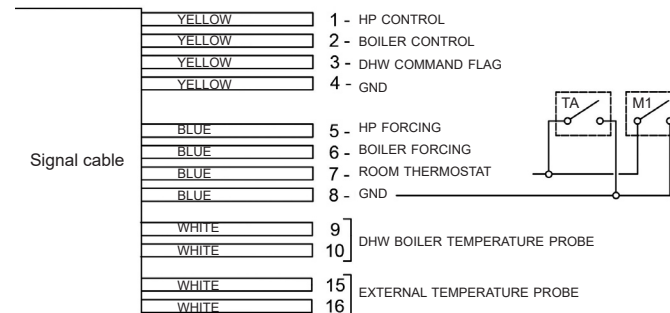 YELLOW 1 - HP CONTROL
YELLOW 2 - BOILER CONTROL
YELLOW 3 - DHW COMMAND FLAG
YELLOW 4 - GND
TA M1
BLUE 5 - HP FORCING
BLUE 6 - BOILER FORCING
Signal cable
BLUE 7 - ROOM THERMOSTAT
BLUE 8 - GND
WHITE 9
DHW BOILER TEMPERATURE PROBE
WHITE 10
WHITE 15
EXTERNAL TEMPERATURE PROBE
WHITE 16